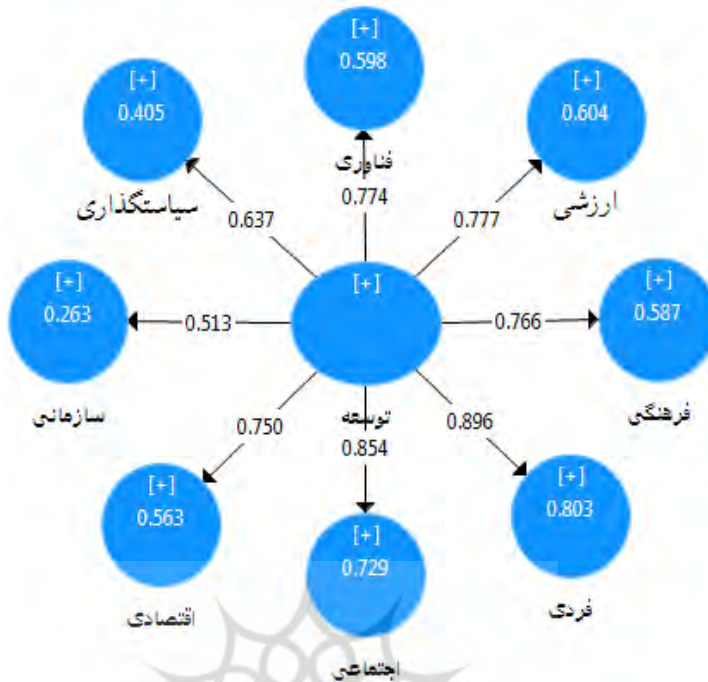 [+]
0.598
فناوری
0.774
[+]
0.405
سیاستگذاری
0.637
[+]
0.604
ارزشی
0.777
[+]
0.263
سازمانی
0.513
[+]
توسعه
[+]
0.587
فرهنگی
0.766
0.750
[+]
0.563
اقتصادی
0.854
[+]
0.729
اجتماعی
0.896
[+]
0.803
فردی